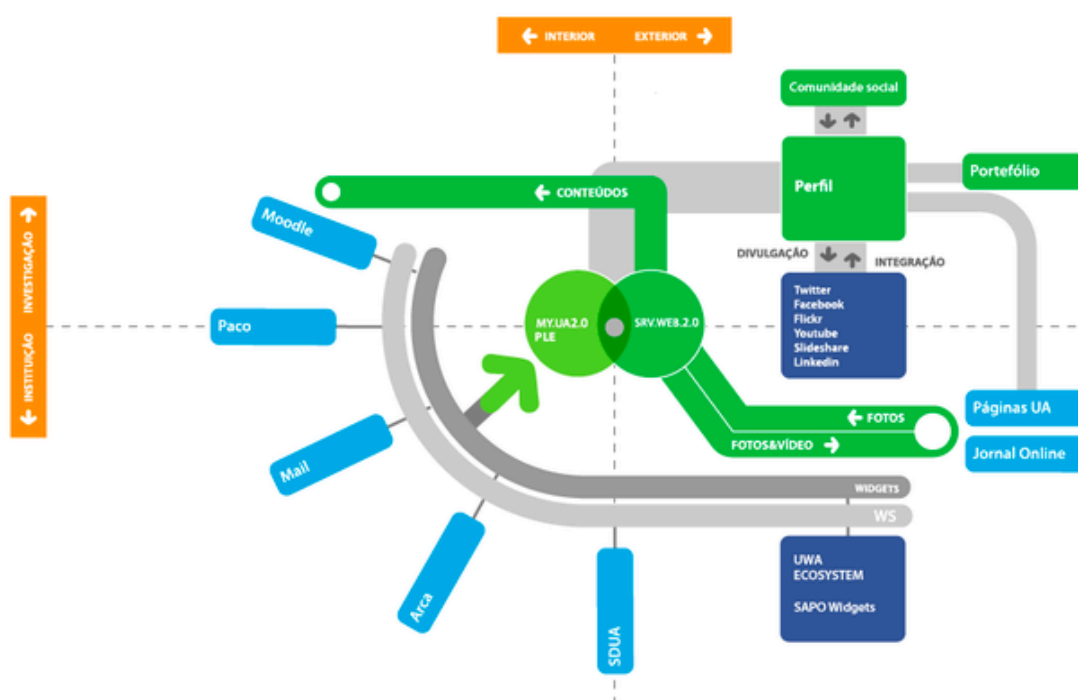 INTERIOR EXTERIOR
Comunidade social
Perfil
Portefólio
CONTEÚDOS
Moodle
INSTITUIÇÃO INVESTIGAÇÃO
DIVULGAÇÃO
INTEGRAÇÃO
Twitter
Facebook
Flickr
Youtube
Slideshare
Linkedin
Paco
MY.UA2.0
PLE
SRV.WEB.2.0
Páginas UA
FOTOS
FOTOS&VÍDEO
Jornal Online
Mail
WIDGETS
WS
Arca
SDUA
UWA
ECOSYSTEM
SAPO Widgets